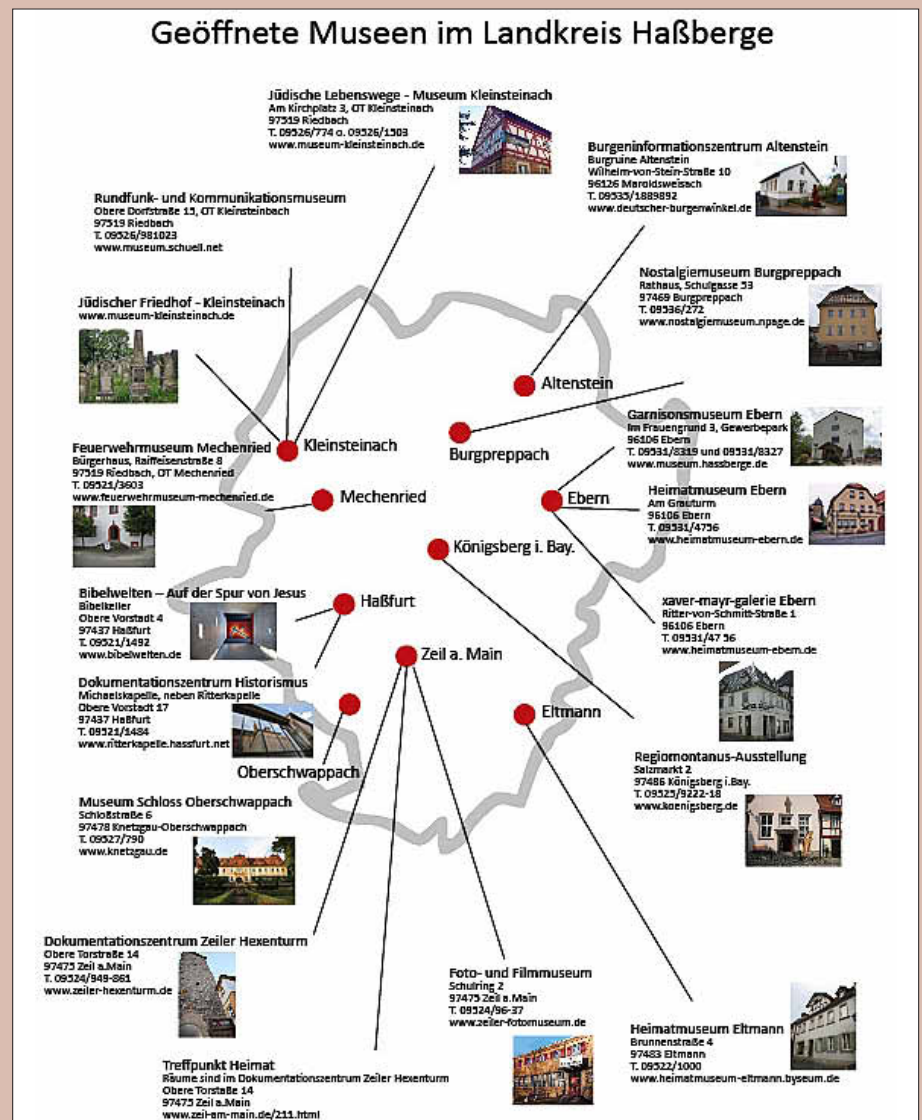 Geöffnete Museen im Landkreis Haßberge
Jüdische Lebenswege - Museum Kleinsteinach
Am Kirchplatz 3, OT Kleinsteinach
97519 Riedbach
T. 09526/774 o. 09526/1503
www.museum-kleinsteinach.de
Burgeninformationszentrum Altenstein
Burgruine Altenstein
Wilhelm-von-Stein-Straße 10
96126 Maroldsweisach
T. 09535/1889892
www.deutscher-burgenwinkel.de
Rundfunk- und Kommunikationsmuseum
Obere Dorfstraße 15, OT Kleinsteinbach
97519 Riedbach
T. 09526/981023
www.museum.schuell.net
Nostalgiemuseum Burgpreppach
Rathaus, Schulgasse 53
97469 Burgpreppach
T. 09536/272
www.nostalgiemuseum.npage.de
Jüdischer Friedhof - Kleinsteinach
www.museum-kleinsteinach.de
Altenstein
Garnisonsmuseum Ebern
Im Frauengrund 3, Gewerbepark
96106 Ebern
T. 09531/8319 und 09531/8327
www.museum.hassberge.de
Kleinsteinach
Burgpreppach
Feuerwehrmuseum Mechenried
Bürgerhaus, Raiffeisenstraße 8
97519 Riedbach, OT Mechenried
T. 09521/3603
www.feuerwehrmuseum-mechenried.de
Mechenried
Ebern
Heimatmuseum Ebern
Am Grauturm
96106 Ebern
T. 09531/4756
www.heimatmuseum-ebern.de
Königsberg i. Bay.
Bibelwelten – Auf der Spur von Jesus
Bibelkeller
Obere Vorstadt 4
97437 Haßfurt
T. 09521/1492
www.bibelwelten.de
Haßfurt
xaver-mayr-galerie Ebern
Ritter-von-Schmitt-Straße 1
96106 Ebern
T. 09531/47 56
www.heimatmuseum-ebern.de
Zeil a. Main
Dokumentationszentrum Historismus
Michaelskapelle, neben Ritterkapelle
Obere Vorstadt 17
97437 Haßfurt
T. 09521/1484
www.ritterkapelle.hassfurt.net
Eltmann
Oberschwappach
Regiomontanus-Ausstellung
Salzmarkt 2
97486 Königsberg i.Bay.
T. 09525/9222-18
www.koenigsberg.de
Museum Schloss Oberschwappach
Schloßstraße 6
97478 Knetzgau-Oberschwappach
T. 09527/790
www.knetzgau.de
Dokumentationszentrum Zeiler Hexenturm
Obere Torstraße 14
97475 Zeil a.Main
T. 09524/949-861
www.zeiler-hexenturm.de
Foto- und Filmmuseum
Schulring 2
97475 Zeil a.Main
T. 09524/96-37
www.zeiler-fotomuseum.de
Heimatmuseum Eltmann
Brunnenstraße 4
97483 Eltmann
T. 09522/1000
www.heimatmuseum-eltmann.byseum.de
Treffpunkt Heimat
Räume sind im Dokumentationszentrum Zeiler Hexenturm
Obere Torstaße 14
97475 Zeil a.Main
www.zeil-am-main.de/211.html